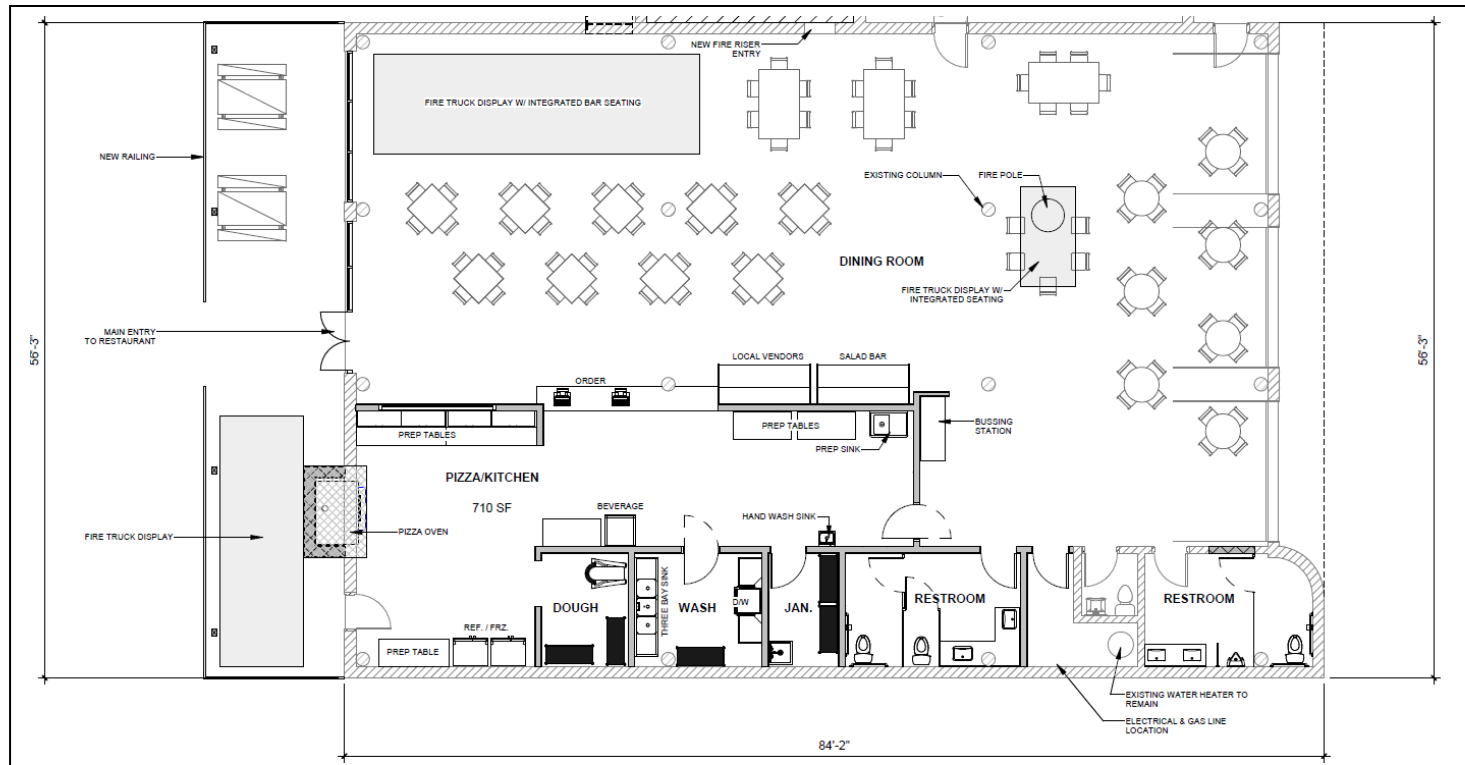 NEW FIRE RISER
ENTRY
FIRE TRUCK DISPLAY W/ INTEGRATED BAR SEATING
NEW RAILING
EXISTING COLUMN
FIRE POLE
DINING ROOM
FIRE TRUCK DISPLAY W/
INTEGRATED SEATING
MAIN ENTRY
TO RESTAURANT
56'-3"
56'-3"
LOCAL VENDORS
SALAD BAR
ORDER
PREP TABLES
PREP TABLES
BUSSING
STATION
PREP SINK
PIZZA/KITCHEN
710 SF
BEVERAGE
HAND WASH SINK
PIZZA OVEN
FIRE TRUCK DISPLAY
THREE BAY SINK
D/W
DOUGH
WASH
JAN.
RESTROOM
RESTROOM
REF. / FRZ.
PREP TABLE
EXISTING WATER HEATER TO
REMAIN
ELECTRICAL & GAS LINE
LOCATION
84'-2"